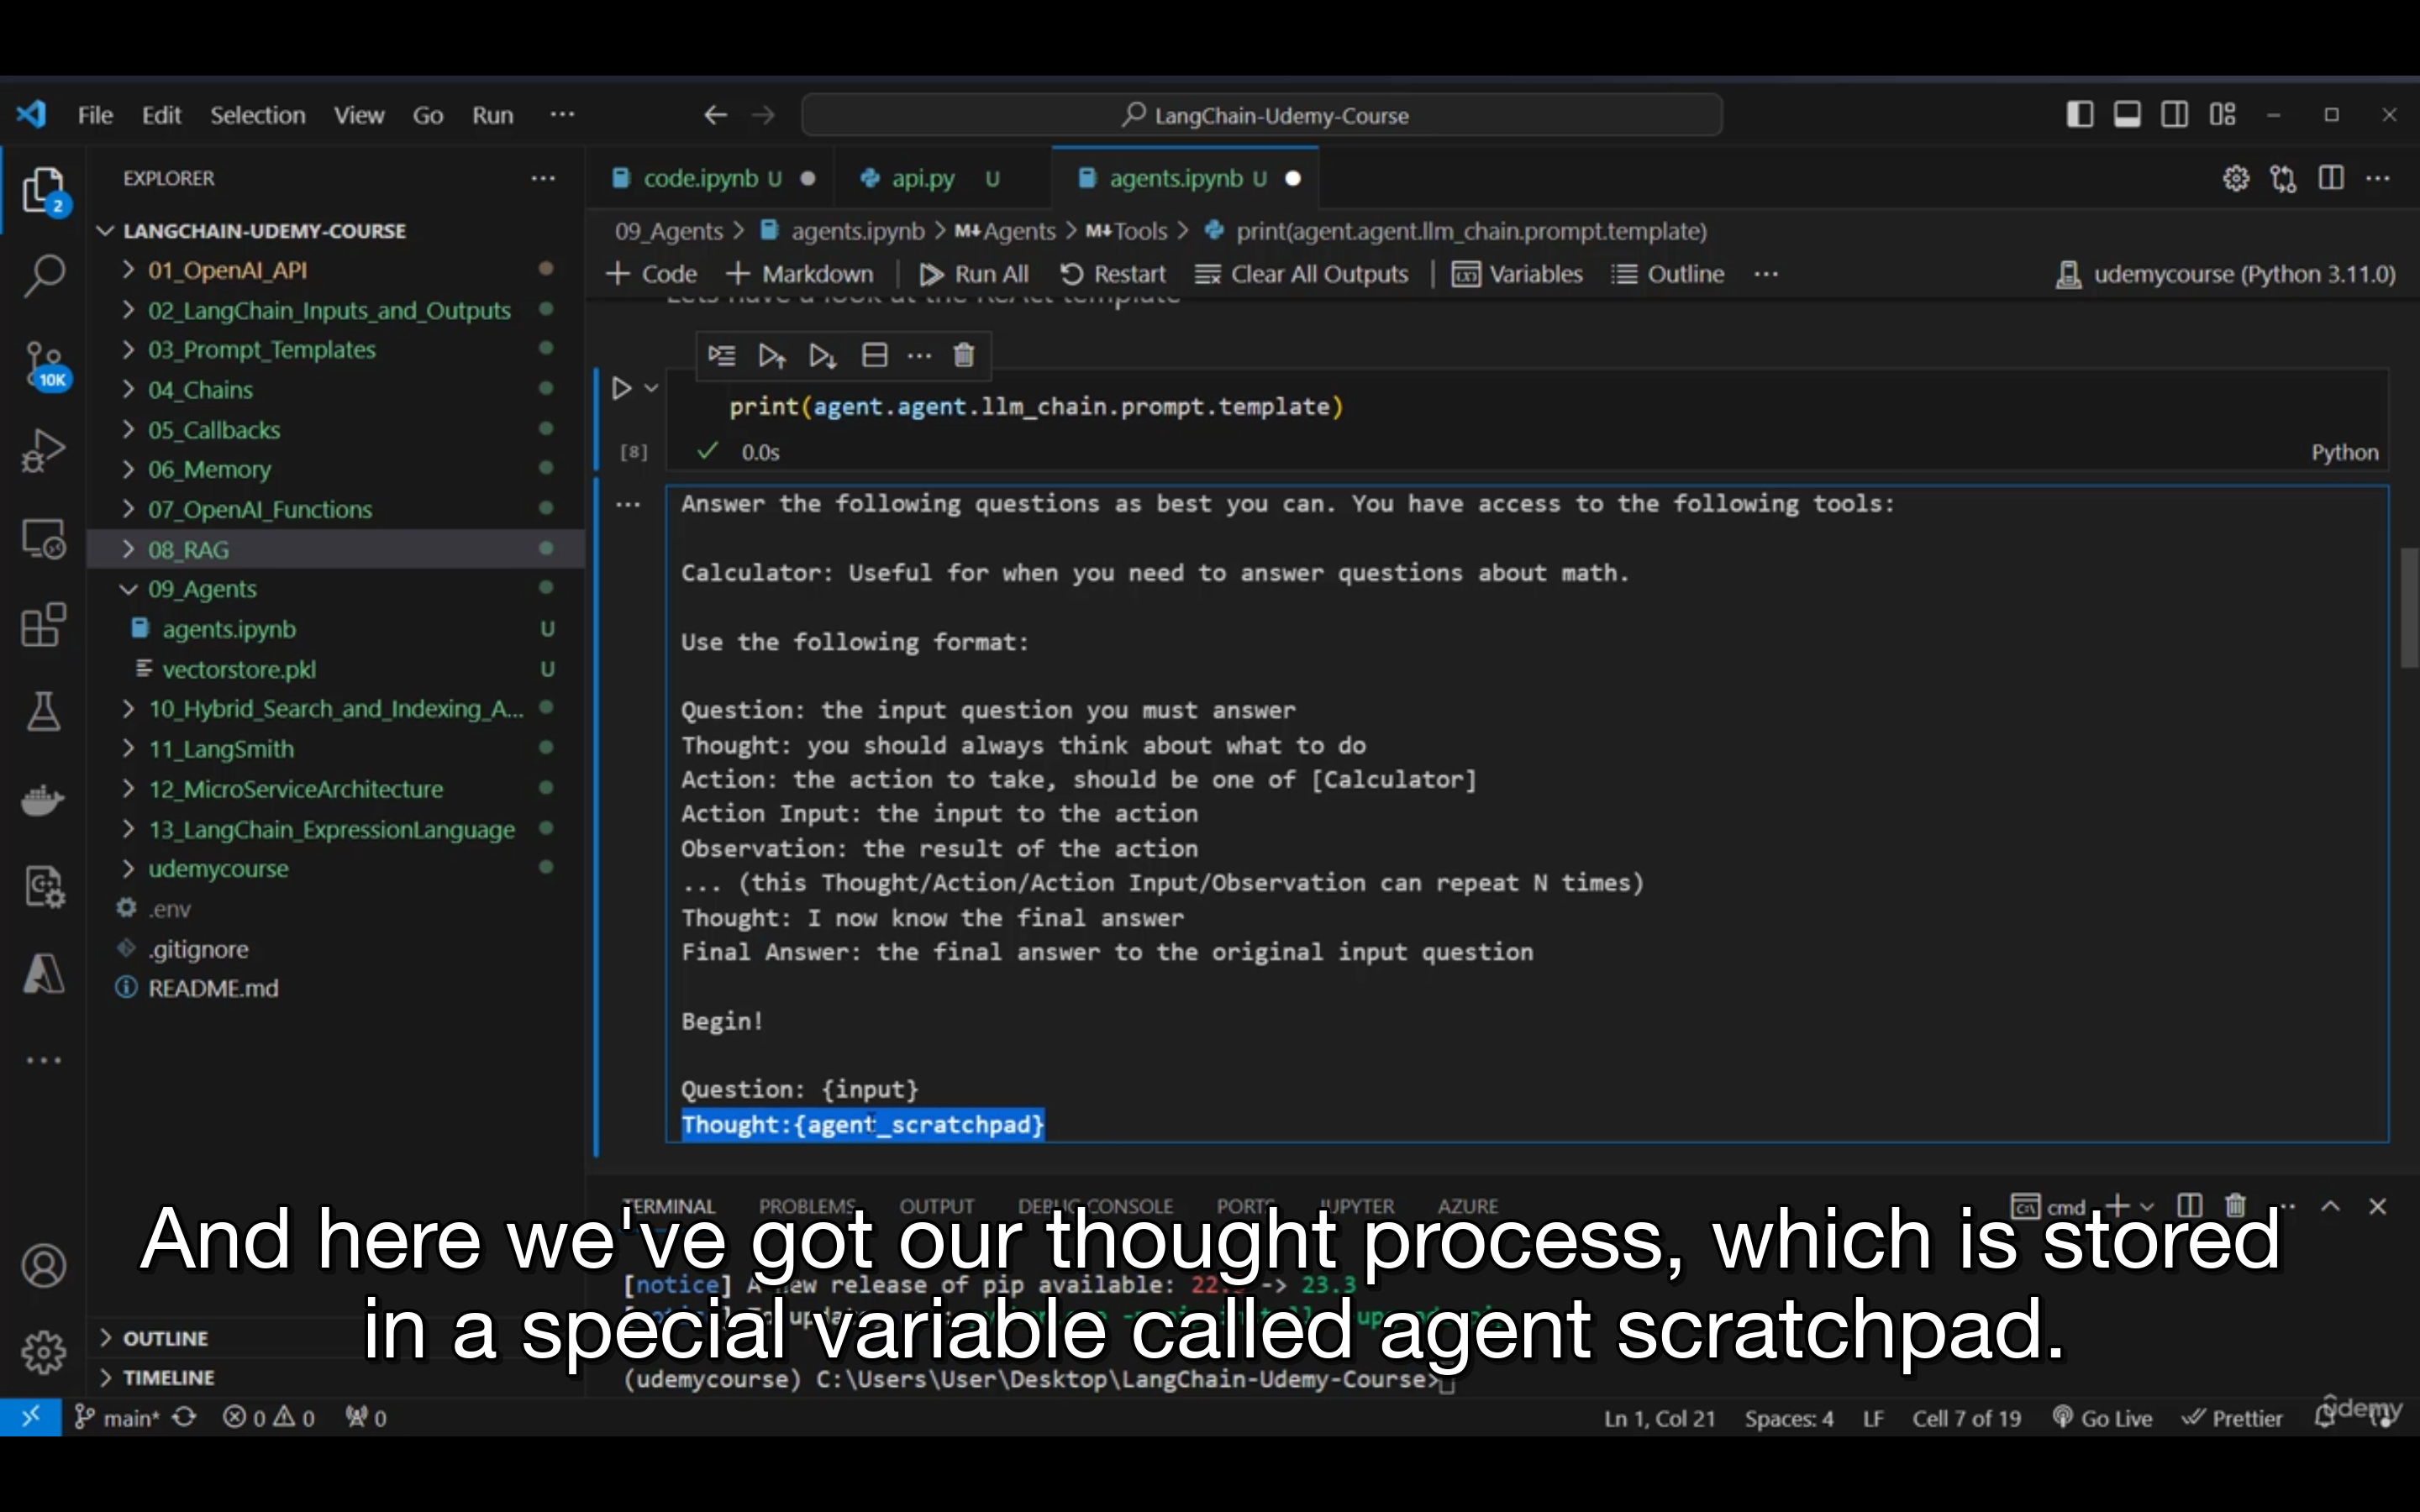 File Edit Selection View Go Run ... LangChain-Udemy-Course
EXPLORER
code.ipynb U api.py U agents.ipynb U
LANGCHAIN-UDEMY-COURSE
09_Agents > agents.ipynb > M↓Agents > M↓Tools > print(agent.agent.llm_chain.prompt.template)
01_OpenAI_API
02_LangChain_Inputs_and_Outputs
03_Prompt_Templates
04_Chains
05_Callbacks
06_Memory
07_OpenAI_Functions
08_RAG
09_Agents
agents.ipynb U
vectorstore.pkl U
10_Hybrid_Search_and_Indexing_A...
11_LangSmith
12_MicroServiceArchitecture
13_LangChain_ExpressionLanguage
udemycourse
.env
.gitignore
README.md
OUTLINE
TIMELINE
2
10K
+ Code + Markdown Run All Restart Clear All Outputs Variables Outline ... udemycourse (Python 3.11.0)
Lets have a look at the ReAct template
print(agent.agent.llm_chain.prompt.template)
[8] 0.0s Python
Answer the following questions as best you can. You have access to the following tools:
Calculator: Useful for when you need to answer questions about math.
Use the following format:
Question: the input question you must answer
Thought: you should always think about what to do
Action: the action to take, should be one of [Calculator]
Action Input: the input to the action
Observation: the result of the action
... (this Thought/Action/Action Input/Observation can repeat N times)
Thought: I now know the final answer
Final Answer: the final answer to the original input question
Begin!
Question: {input}
Thought:{agent_scratchpad}
TERMINAL PROBLEMS OUTPUT DEBUG CONSOLE PORTS JUPYTER AZURE cmd
And here we've got our thought process, which is stored
in a special variable called agent scratchpad.
[notice] A new release of pip available: -> 23.3
(udemycourse) C:\Users\User\Desktop\LangChain-Udemy-Course>
main* 0 0 0 Ln 1, Col 21 Spaces: 4 LF Cell 7 of 19 Go Live Prettier
udemy